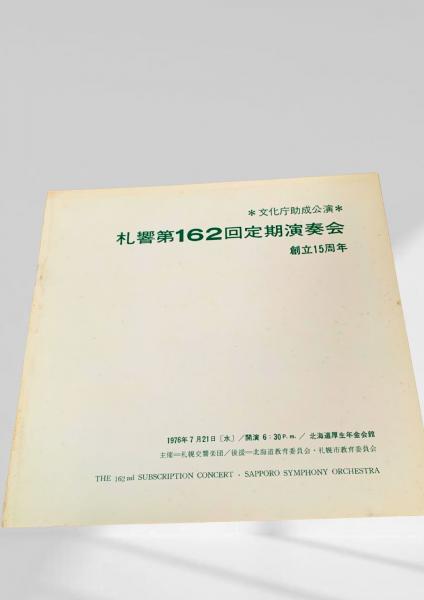 ＊文化庁助成公演＊
札響第162回定期演奏会
創立15周年
1976年7月21日〔水〕／開演 6：30P.m.／ 北海道厚生年金会館
主催＝札幌交響楽団／後援＝北海道教育委員会・札幌市教育委員会
THE 162nd SUBSCRIPTION CONCERT - SAPPORO SYMPHONY ORCHESTRA